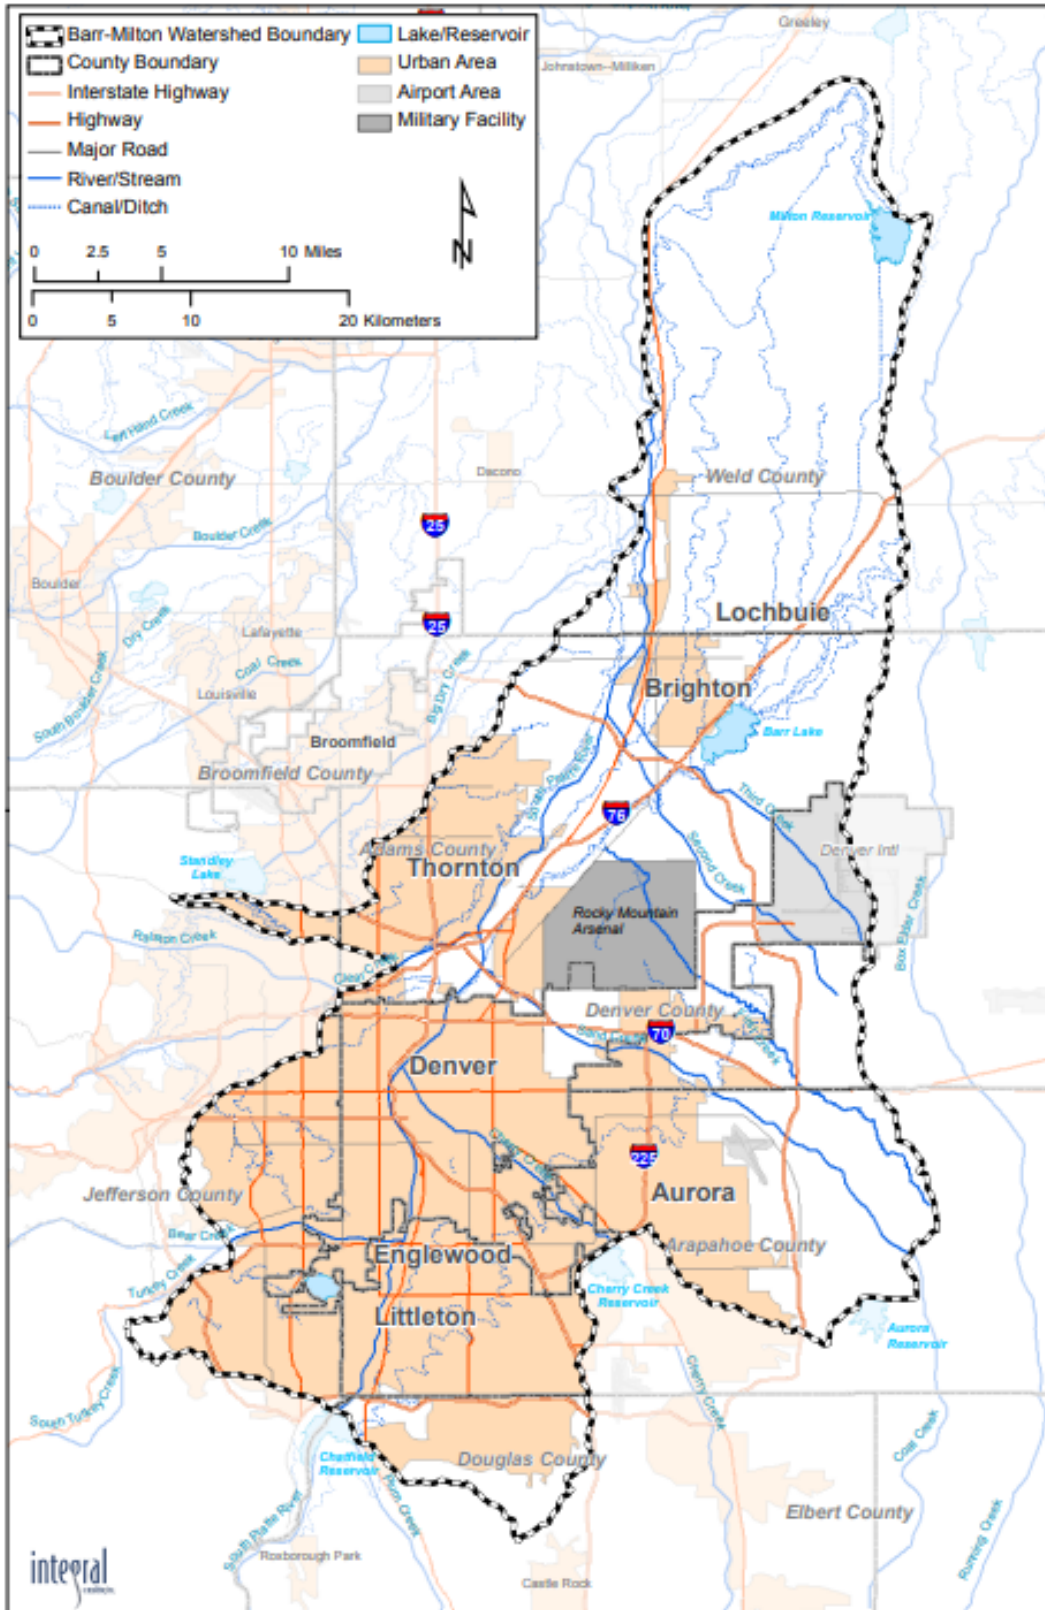 Barr-Milton Watershed Boundary
County Boundary
Interstate Highway
Highway
Major Road
River/Stream
Canal/Ditch
Lake/Reservoir
Urban Area
Airport Area
Military Facility
N
0 2.5 5 10 Miles
0 5 10 20 Kilometers
Greeley
Johnstown--Milliken
Milton Reservoir
Left Hand Creek
Boulder County
Dacono
Weld County
25
Boulder Creek
Boulder
Dry Creek
25
Lochbuie
Lafayette
Coal Creek
Big Dry Creek
South Boulder Creek
Louisville
Brighton
Broomfield
Barr Lake
Broomfield County
South Platte River
Third Creek
76
Adams County
Thornton
Second Creek
Denver Intl
Standley
Lake
Rocky Mountain
Arsenal
Ralston Creek
Box Elder Creek
Clear Creek
Denver County
Sand Creek
70
Denver
Cherry Creek
225
Aurora
Jefferson County
Bear Creek
Arapahoe County
Englewood
Turkey Creek
Cherry Creek
Reservoir
Littleton
Aurora
Reservoir
South Turkey Creek
Cherry Creek
Coal Creek
Chatfield
Reservoir
Douglas County
Plum Creek
Elbert County
South Platte River
Running Creek
Roxborough Park
Castle Rock
integral